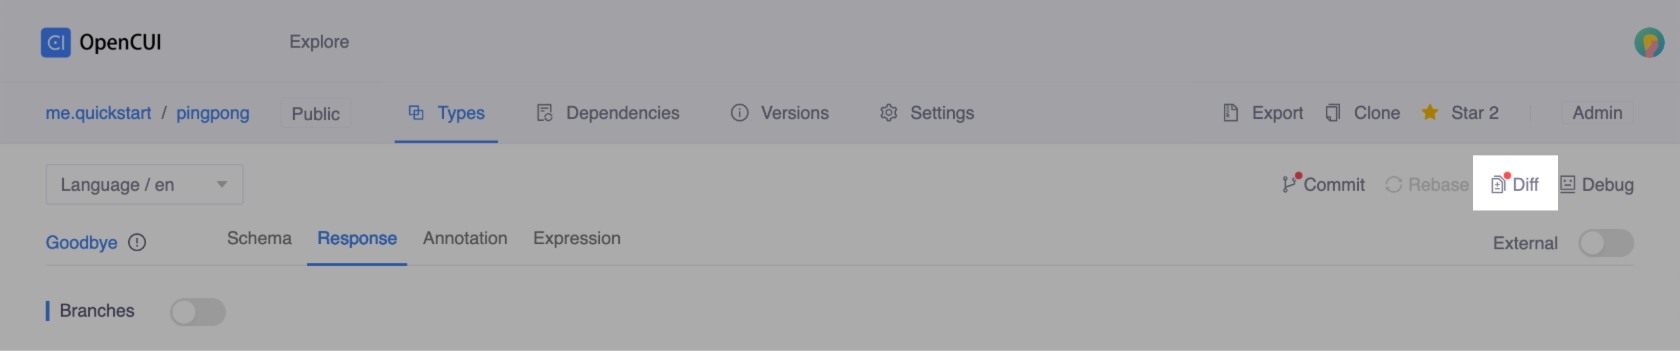 OpenCUI Explore
me.quickstart / pingpong Public Types Dependencies Versions Settings Export Clone Star 2 Admin
Language / en Commit Rebase Diff Debug
Goodbye Schema Response Annotation Expression External
Branches